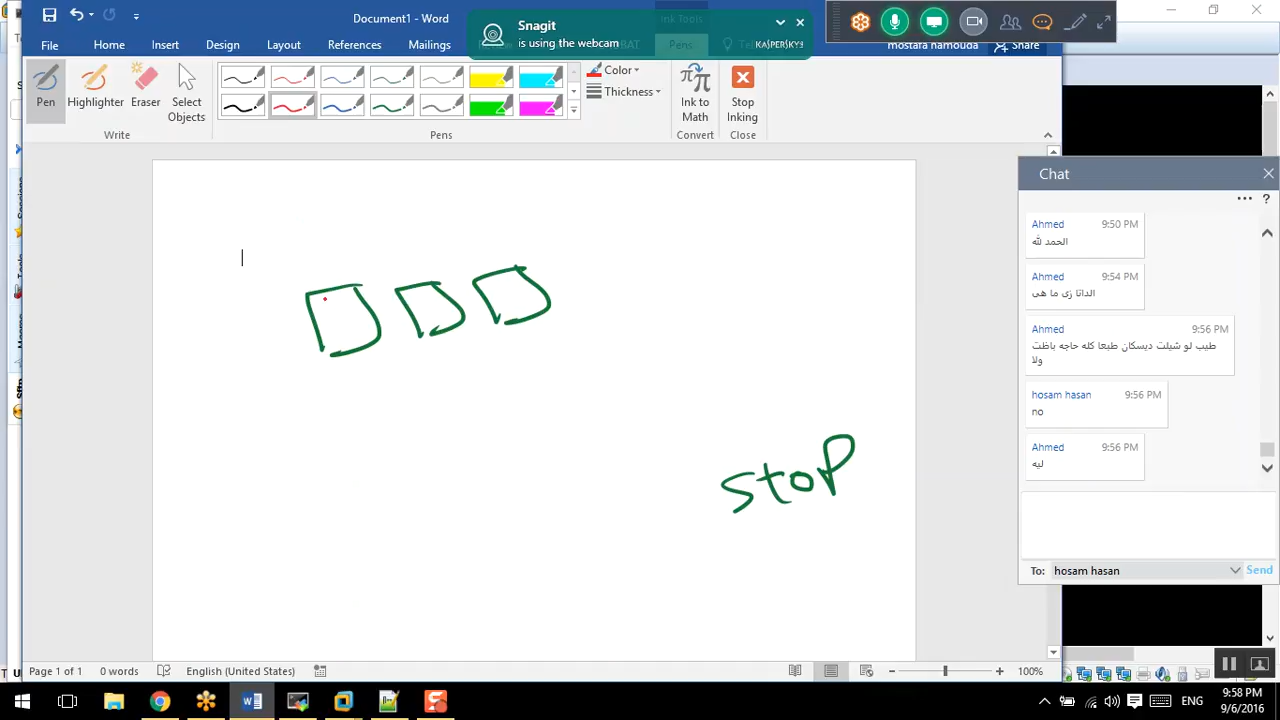 Document1 - Word
Snagit
is using the webcam
KASPERSKY
File
Home
Insert
Design
Layout
References
Mailings
Pens
mostafa hamouda
Share
Pen
Highlighter
Eraser
Select
Objects
Write
Pens
Color
Thickness
Ink to
Math
Convert
Stop
Inking
Close
stop
Chat
Ahmed 9:50 PM
الحمد لله
Ahmed 9:54 PM
الداتا زى ما هى
Ahmed 9:56 PM
طيب لو شيلت ديسكان طبعا كله حاجه باظت
ولا
hosam hasan 9:56 PM
no
Ahmed 9:56 PM
ليه
To: hosam hasan
Send
Page 1 of 1
0 words
English (United States)
100%
ENG
9:58 PM
9/6/2016